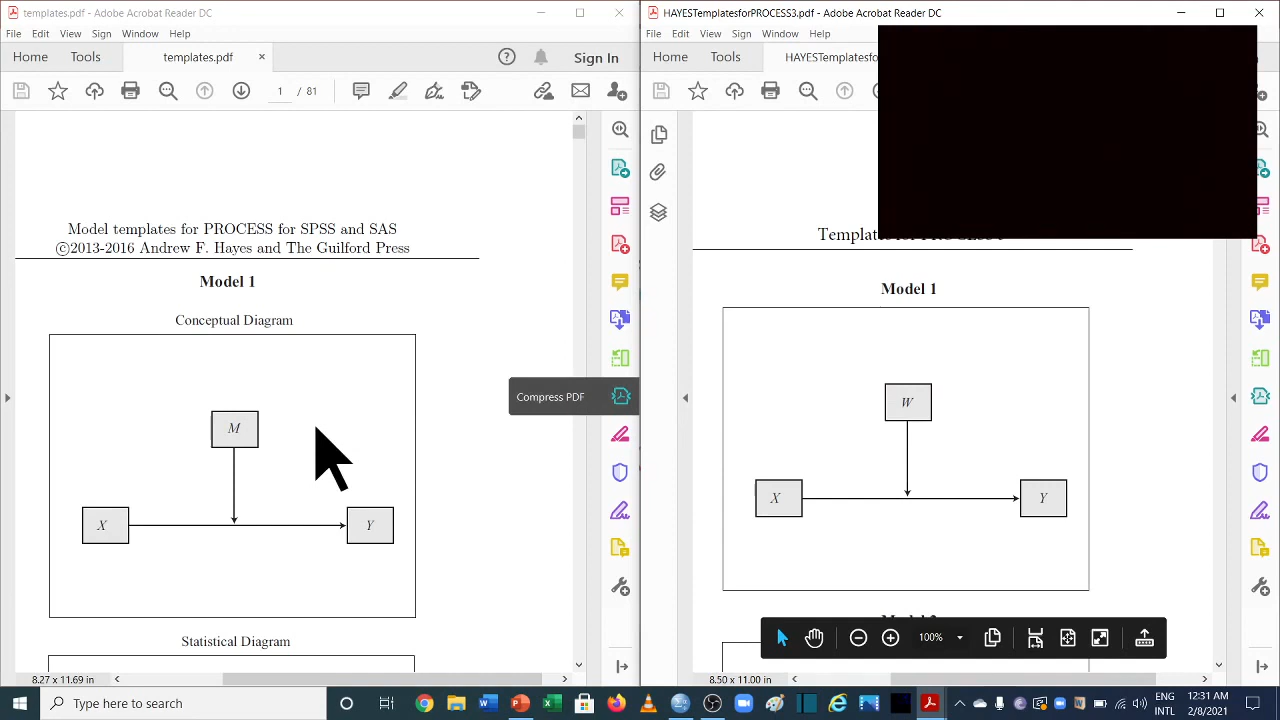 templates.pdf - Adobe Acrobat Reader DC
File Edit View Sign Window Help
Home Tools templates.pdf Sign In
1 / 81
Model templates for PROCESS for SPSS and SAS
©2013-2016 Andrew F. Hayes and The Guilford Press
Model 1
Conceptual Diagram
M
X
Y
Statistical Diagram
Compress PDF
8.27 x 11.69 in
HAYESTemplatesforPROCESS3.pdf - Adobe Acrobat Reader DC
File Edit View Sign Window Help
Home Tools HAYESTemplatesfo
Model 1
W
X
Y
100%
8.50 x 11.00 in
Type here to search
ENG
INTL
12:31 AM
2/8/2021